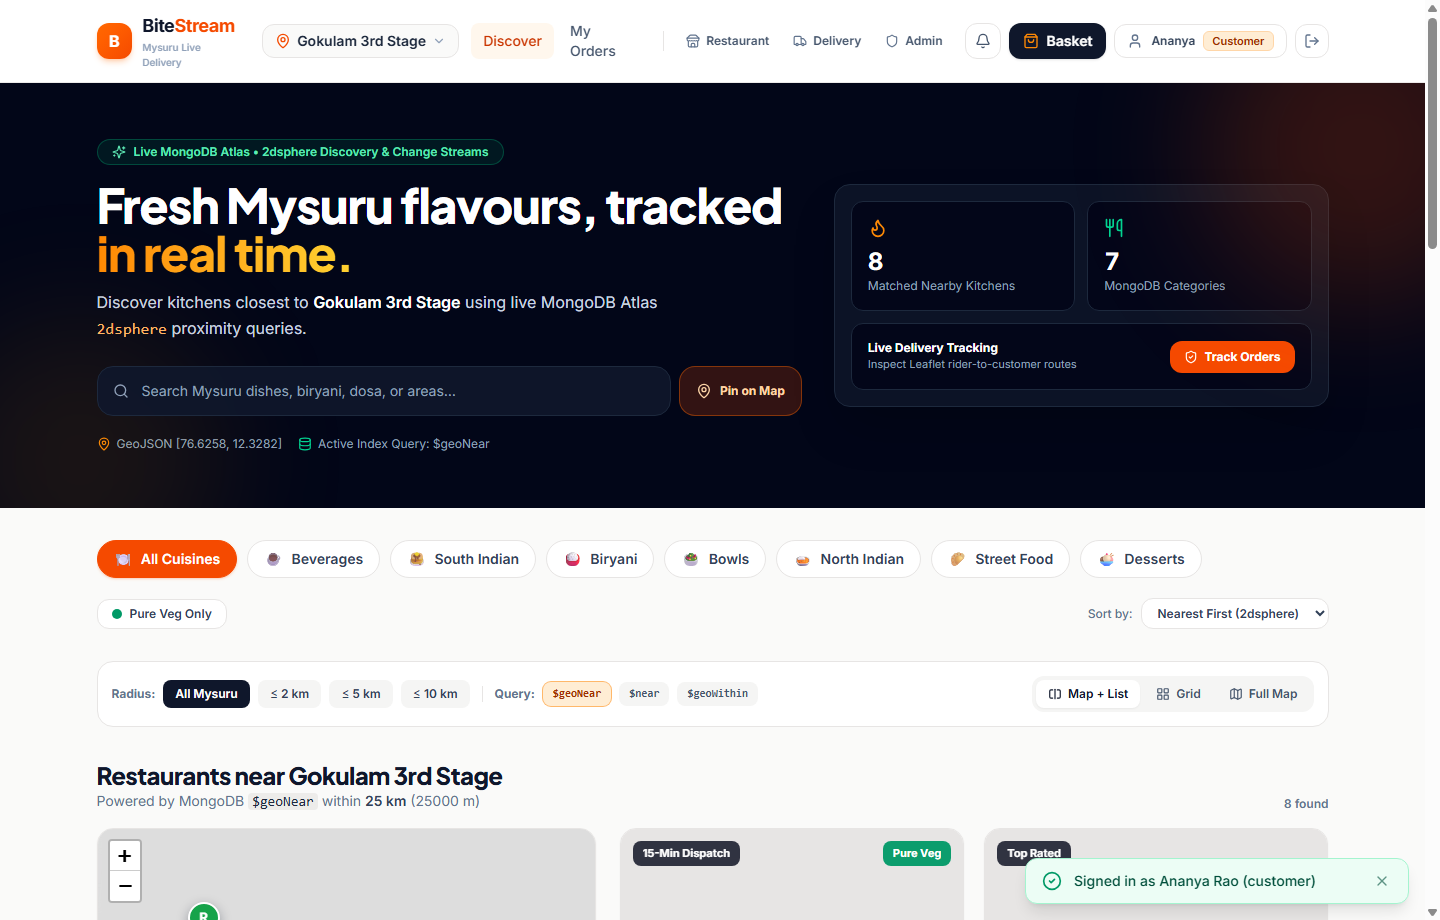 B
BiteStream
Mysuru Live
Delivery
Gokulam 3rd Stage
Discover
My
Orders
Restaurant
Delivery
Admin
Basket
Ananya
Customer
Live MongoDB Atlas • 2dsphere Discovery & Change Streams
Fresh Mysuru flavours, tracked
in real time.
Discover kitchens closest to Gokulam 3rd Stage using live MongoDB Atlas
2dsphere proximity queries.
Search Mysuru dishes, biryani, dosa, or areas...
Pin on Map
GeoJSON [76.6258, 12.3282]
Active Index Query: $geoNear
8
Matched Nearby Kitchens
7
MongoDB Categories
Live Delivery Tracking
Inspect Leaflet rider-to-customer routes
Track Orders
All Cuisines
Beverages
South Indian
Biryani
Bowls
North Indian
Street Food
Desserts
Pure Veg Only
Sort by:
Nearest First (2dsphere)
Radius:
All Mysuru
≤ 2 km
≤ 5 km
≤ 10 km
Query:
$geoNear
$near
$geoWithin
Map + List
Grid
Full Map
Restaurants near Gokulam 3rd Stage
Powered by MongoDB $geoNear within 25 km (25000 m)
8 found
+
−
R
15-Min Dispatch
Pure Veg
Top Rated
Signed in as Ananya Rao (customer)